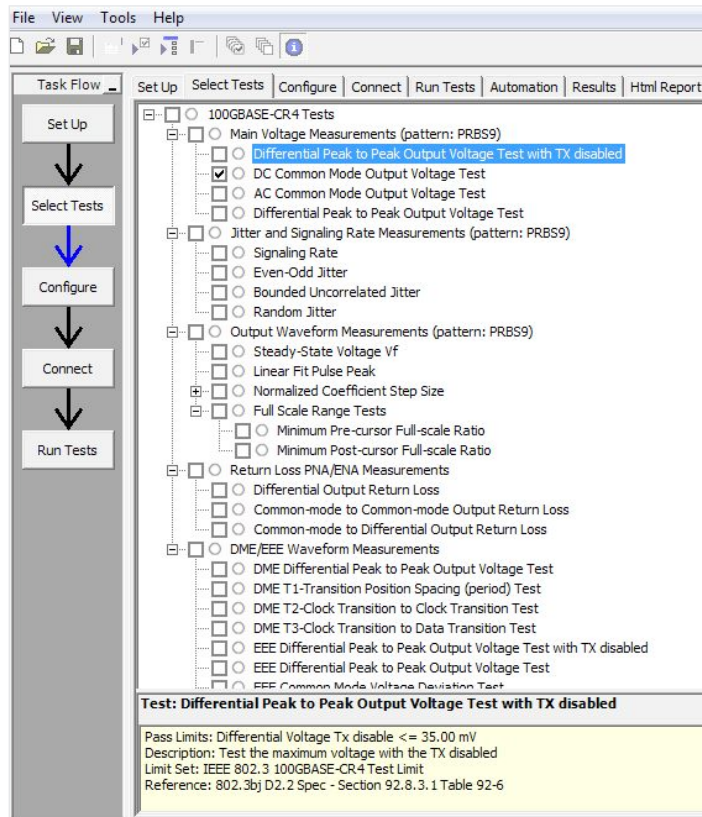 File View Tools Help
Task Flow
Set Up
Select Tests
Configure
Connect
Run Tests
Set Up Select Tests Configure Connect Run Tests Automation Results Html Report
100GBASE-CR4 Tests
Main Voltage Measurements (pattern: PRBS9)
Differential Peak to Peak Output Voltage Test with TX disabled
DC Common Mode Output Voltage Test
AC Common Mode Output Voltage Test
Differential Peak to Peak Output Voltage Test
Jitter and Signaling Rate Measurements (pattern: PRBS9)
Signaling Rate
Even-Odd Jitter
Bounded Uncorrelated Jitter
Random Jitter
Output Waveform Measurements (pattern: PRBS9)
Steady-State Voltage Vf
Linear Fit Pulse Peak
Normalized Coefficient Step Size
Full Scale Range Tests
Minimum Pre-cursor Full-scale Ratio
Minimum Post-cursor Full-scale Ratio
Return Loss PNA/ENA Measurements
Differential Output Return Loss
Common-mode to Common-mode Output Return Loss
Common-mode to Differential Output Return Loss
DME/EEE Waveform Measurements
DME Differential Peak to Peak Output Voltage Test
DME T1-Transition Position Spacing (period) Test
DME T2-Clock Transition to Clock Transition Test
DME T3-Clock Transition to Data Transition Test
EEE Differential Peak to Peak Output Voltage Test with TX disabled
EEE Differential Peak to Peak Output Voltage Test
EEE Common Mode Voltage Deviation Test
Test: Differential Peak to Peak Output Voltage Test with TX disabled
Pass Limits: Differential Voltage Tx disable <= 35.00 mV
Description: Test the maximum voltage with the TX disabled
Limit Set: IEEE 802.3 100GBASE-CR4 Test Limit
Reference: 802.3bj D2.2 Spec - Section 92.8.3.1 Table 92-6